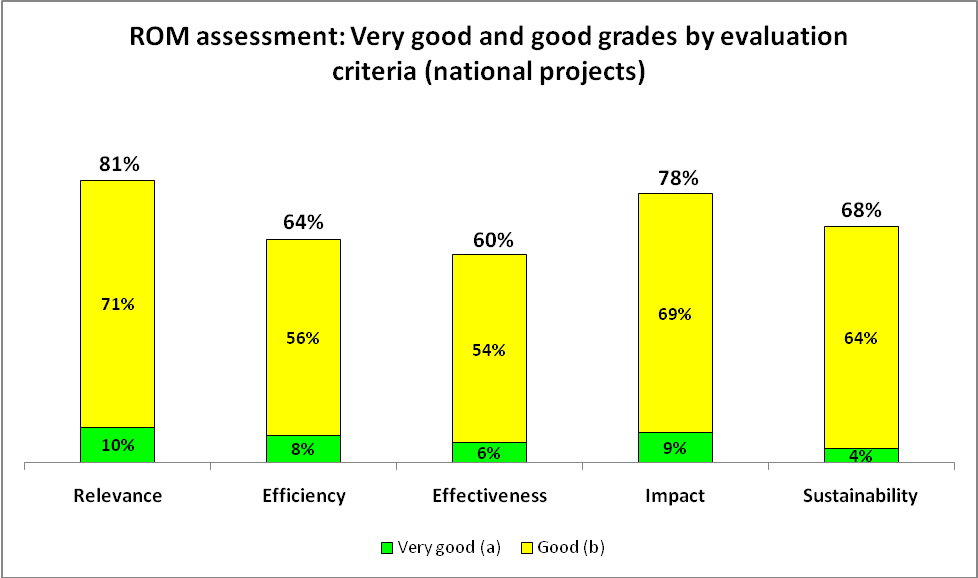 ROM assessment: Very good and good grades by evaluation
criteria (national projects)
81%
64%
60%
78%
68%
71%
56%
54%
69%
64%
10%
8%
6%
9%
4%
Relevance
Efficiency
Effectiveness
Impact
Sustainability
Very good (a)
Good (b)